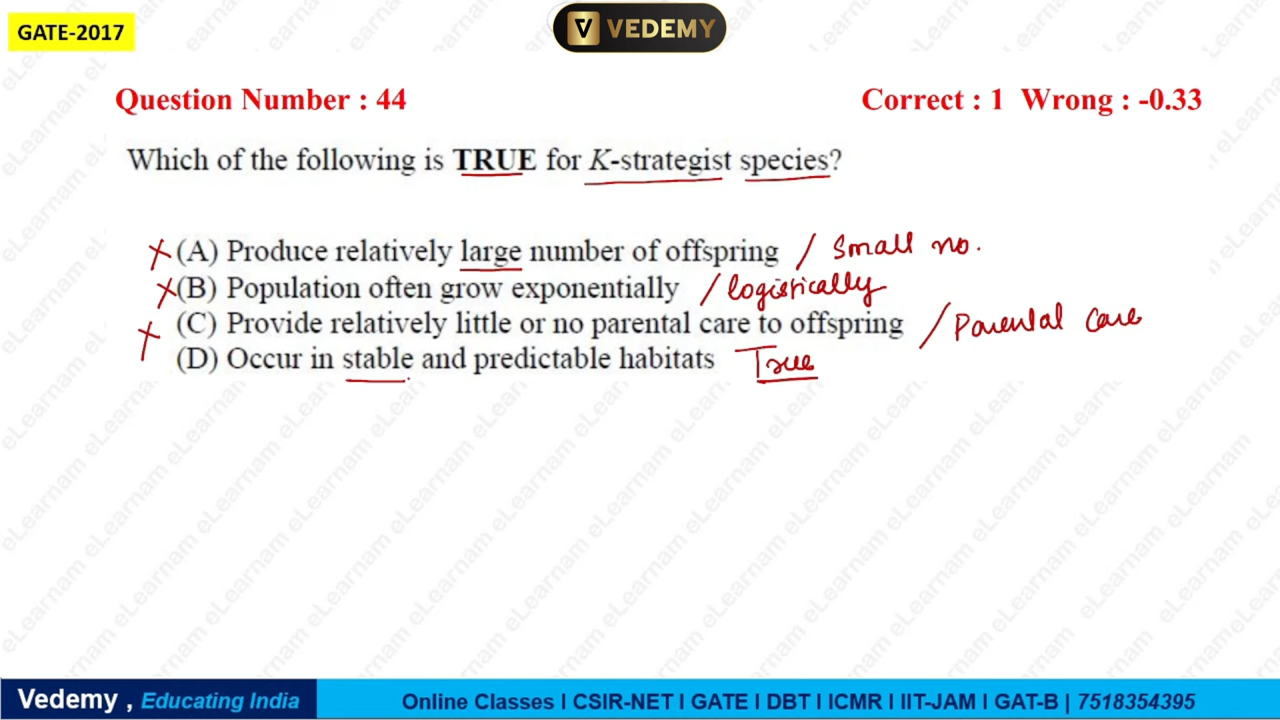 GATE-2017
VEDEMY
Question Number : 44 Correct : 1 Wrong : -0.33
Which of the following is TRUE for K-strategist species?
(A) Produce relatively large number of offspring / Small no.
(B) Population often grow exponentially / logistically
(C) Provide relatively little or no parental care to offspring / Parental care
(D) Occur in stable and predictable habitats True
Vedemy , Educating India Online Classes I CSIR-NET I GATE I DBT I ICMR I IIT-JAM I GAT-B | 7518354395
eLearnam